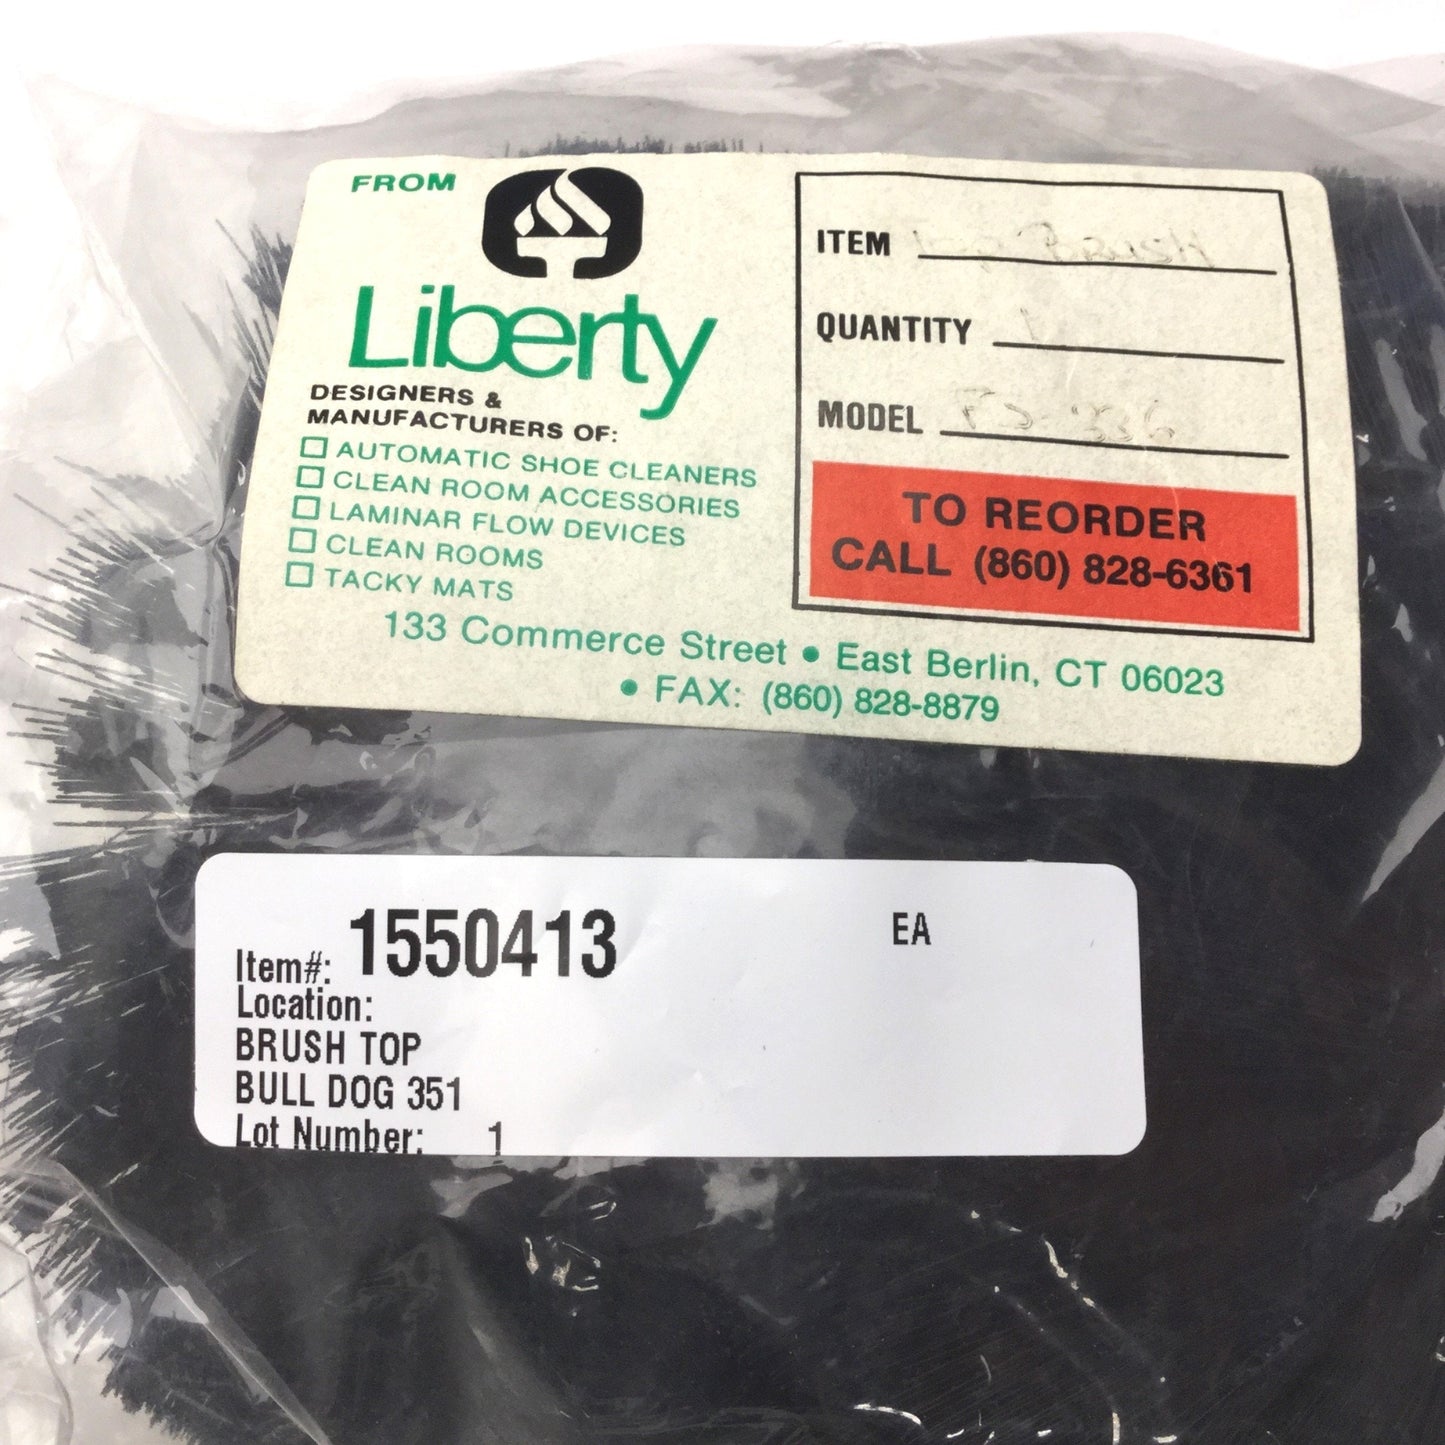 FROM
Liberty
DESIGNERS &
MANUFACTURERS OF:
AUTOMATIC SHOE CLEANERS
CLEAN ROOM ACCESSORIES
LAMINAR FLOW DEVICES
CLEAN ROOMS
TACKY MATS
ITEM BRUSH
QUANTITY
MODEL
TO REORDER
CALL (860) 828-6361
133 Commerce Street • East Berlin, CT 06023
• FAX: (860) 828-8879
Item#: 1550413 EA
Location:
BRUSH TOP
BULL DOG 351
Lot Number: 1